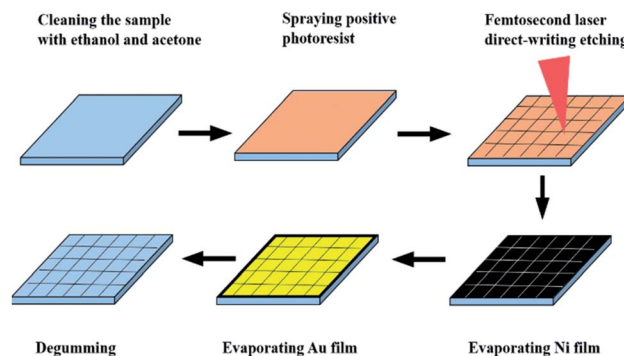 Cleaning the sample
with ethanol and acetone
Spraying positive
photoresist
Femtosecond laser
direct-writing etching
Degumming
Evaporating Au film
Evaporating Ni film